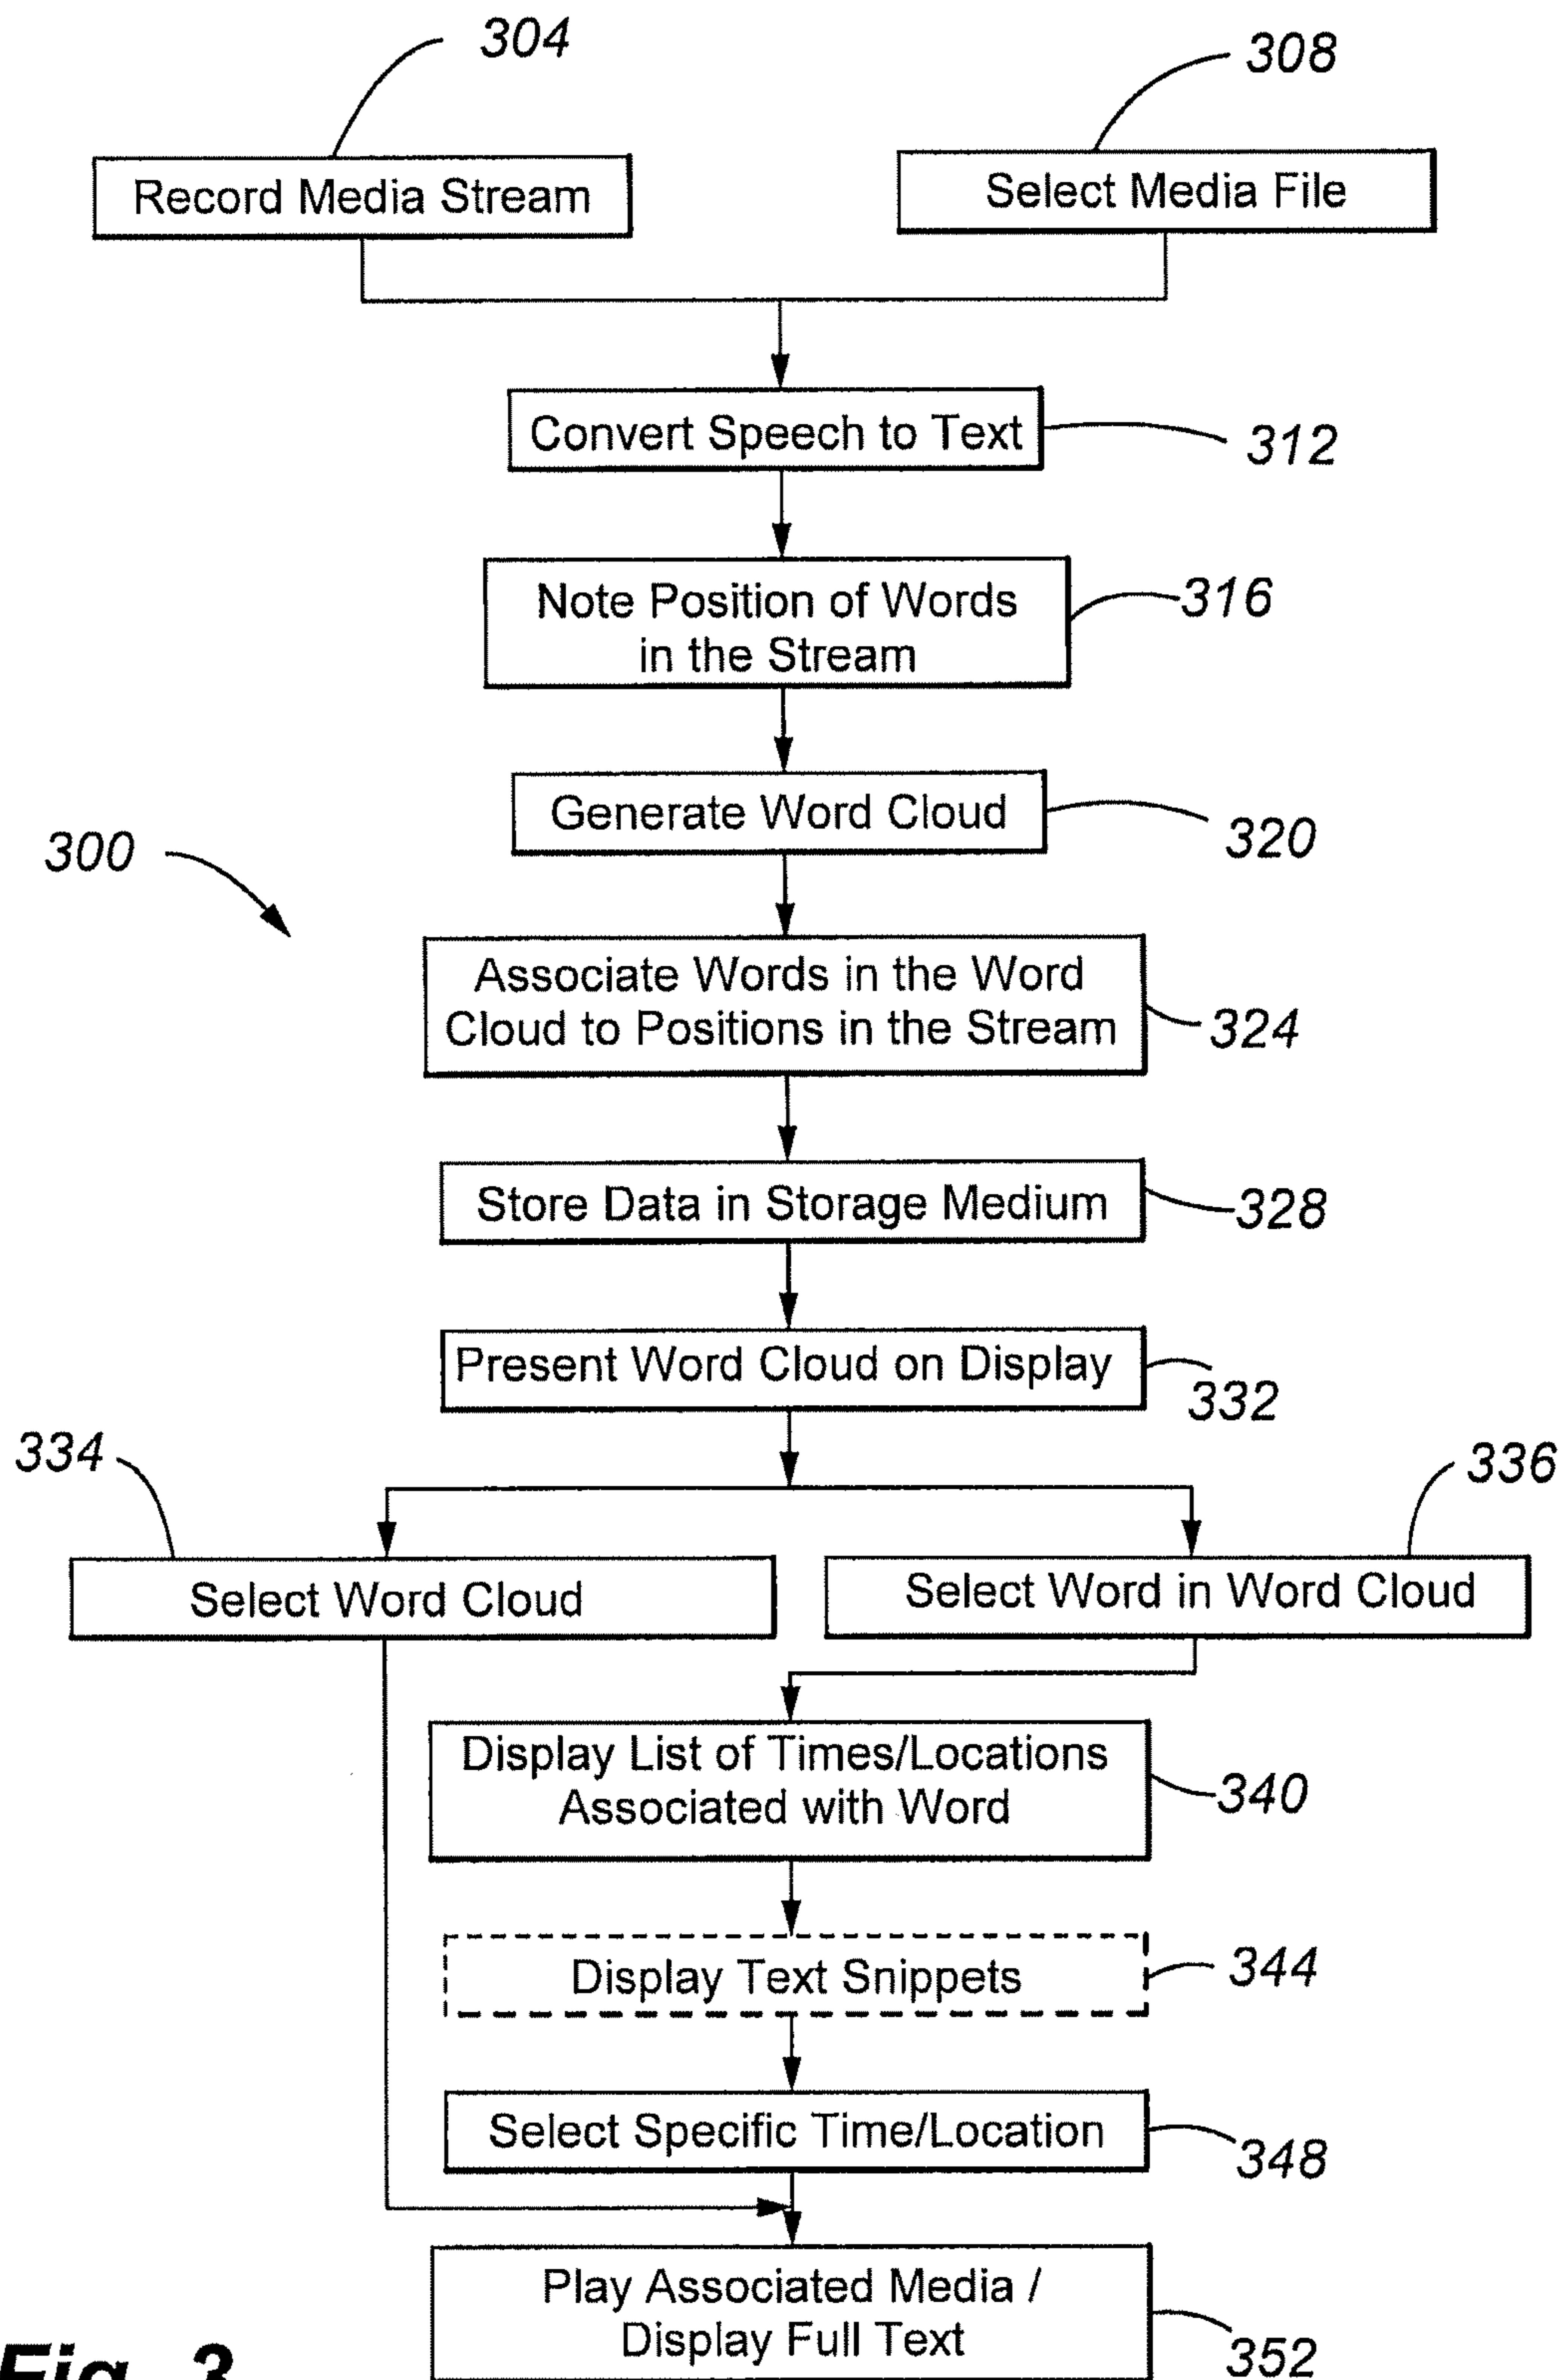 304
308
Record Media Stream
Select Media File
Convert Speech to Text
312
Note Position of Words
in the Stream
316
Generate Word Cloud
320
300
Associate Words in the Word
Cloud to Positions in the Stream
324
Store Data in Storage Medium
328
Present Word Cloud on Display
332
334
336
Select Word Cloud
Select Word in Word Cloud
Display List of Times/Locations
Associated with Word
340
Display Text Snippets
344
Select Specific Time/Location
348
Play Associated Media /
Display Full Text
352
Fig. 3